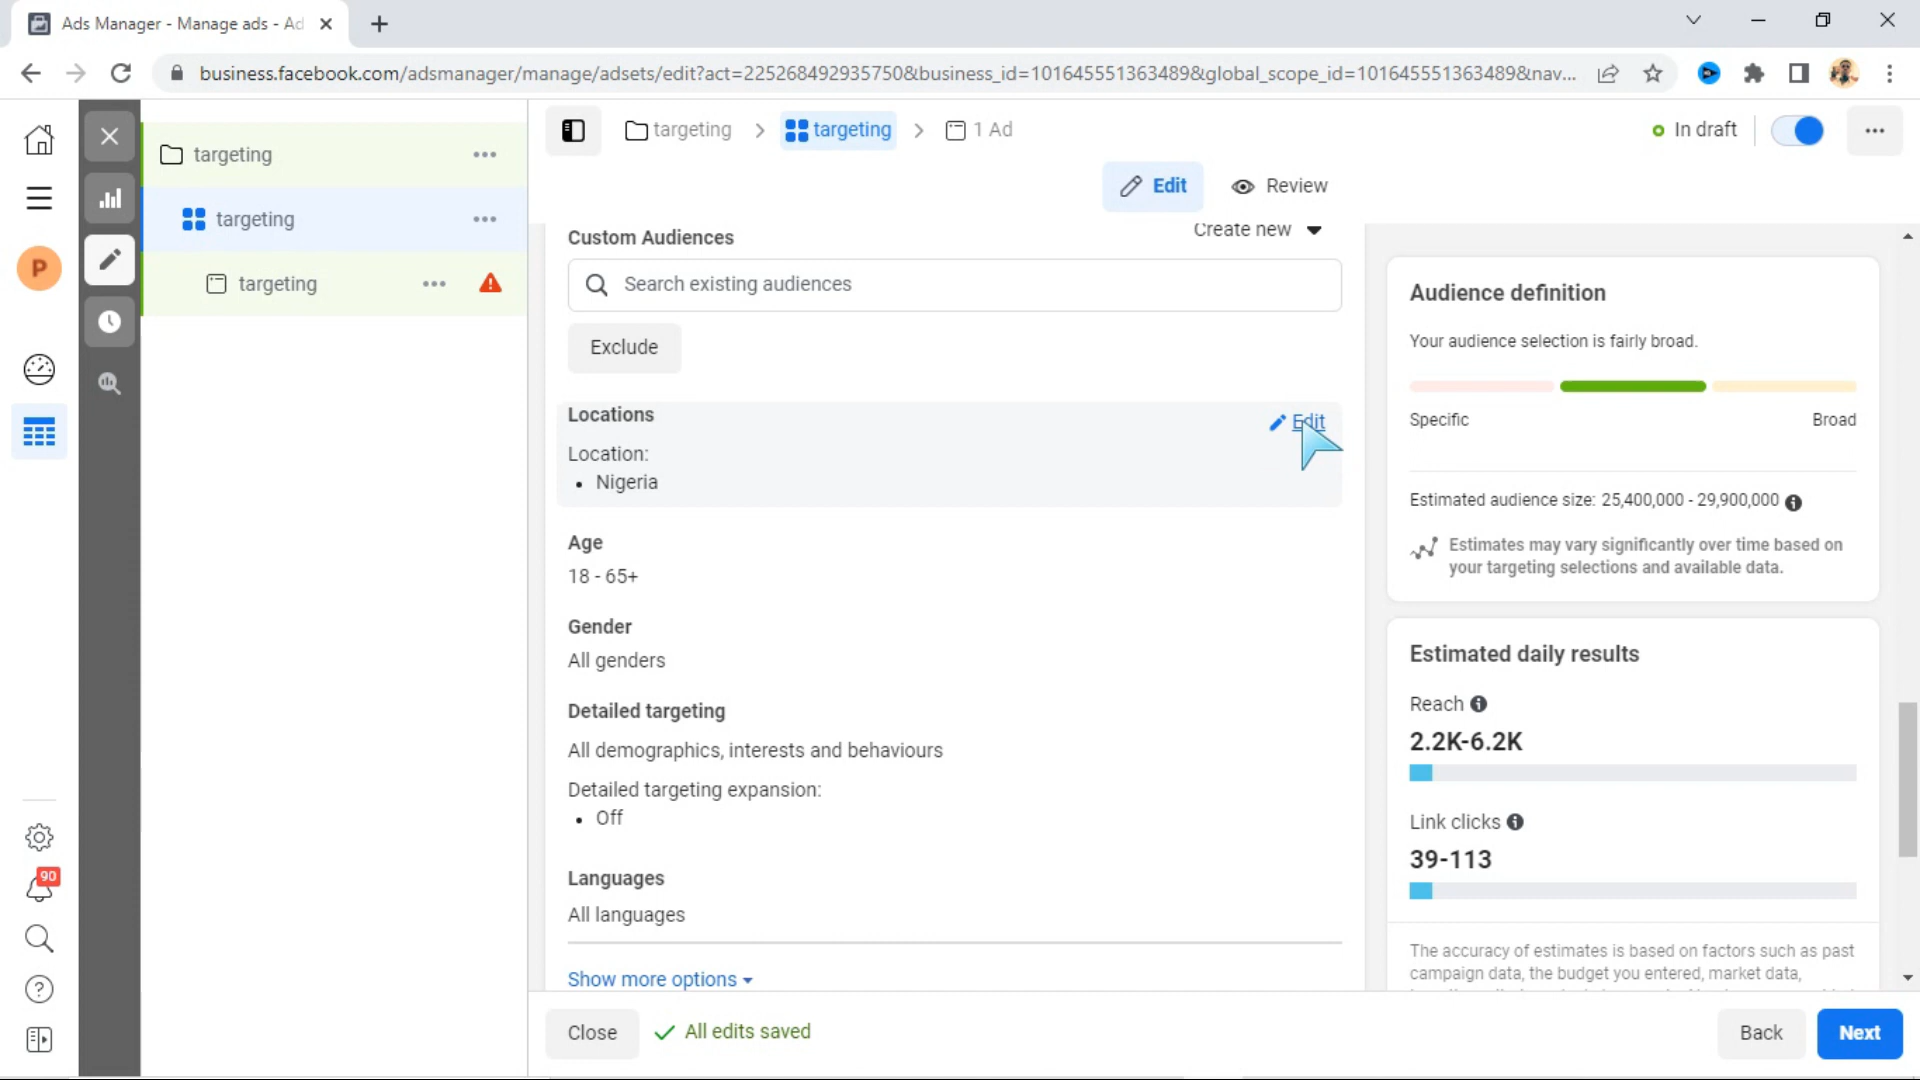 Ads Manager - Manage ads - Ad
business.facebook.com/adsmanager/manage/adsets/edit?act=225268492935750&business_id=101645551363489&global_scope_id=101645551363489&nav...
targeting
targeting
targeting
targeting
targeting
1 Ad
In draft
Edit
Review
P
90
Custom Audiences
Create new
Search existing audiences
Exclude
Locations
Edit
Location:
Nigeria
Age
18 - 65+
Gender
All genders
Detailed targeting
All demographics, interests and behaviours
Detailed targeting expansion:
Off
Languages
All languages
Show more options
Audience definition
Your audience selection is fairly broad.
Specific
Broad
Estimated audience size: 25,400,000 - 29,900,000
Estimates may vary significantly over time based on
your targeting selections and available data.
Estimated daily results
Reach
2.2K-6.2K
Link clicks
39-113
The accuracy of estimates is based on factors such as past
campaign data, the budget you entered, market data,
Close
All edits saved
Back
Next